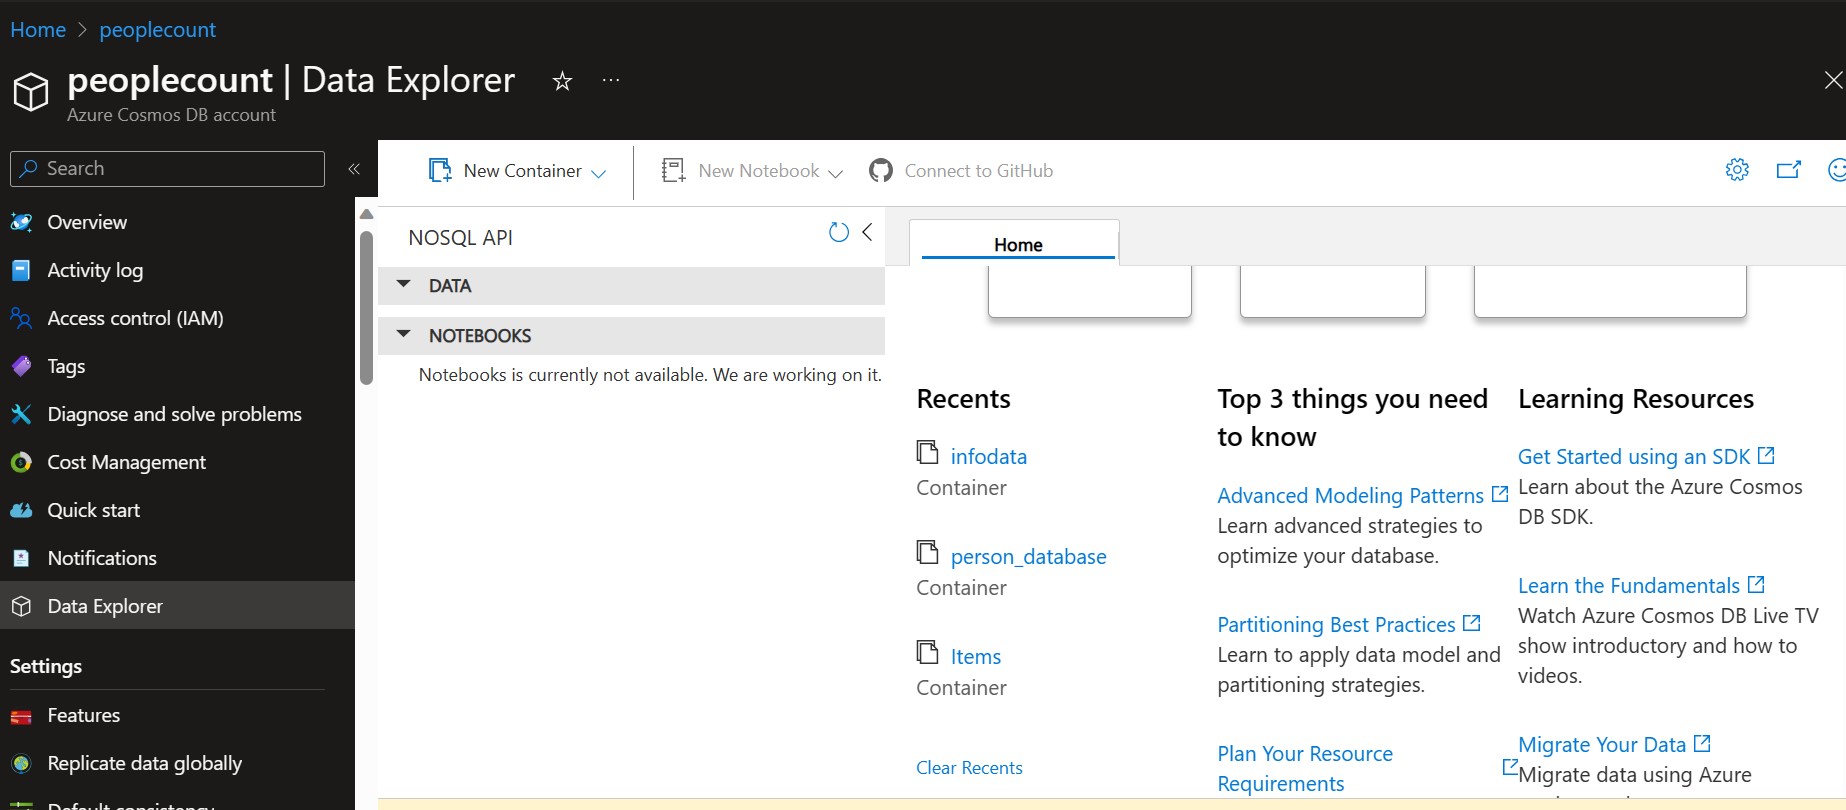 Home > peoplecount
peoplecount | Data Explorer ...
Azure Cosmos DB account
Search
«
Overview
Activity log
Access control (IAM)
Tags
Diagnose and solve problems
Cost Management
Quick start
Notifications
Data Explorer
Settings
Features
Replicate data globally
Default consistency
New Container
New Notebook
Connect to GitHub
NOSQL API
DATA
NOTEBOOKS
Notebooks is currently not available. We are working on it.
Home
Recents
infodata
Container
person_database
Container
Items
Container
Clear Recents
Top 3 things you need
to know
Advanced Modeling Patterns
Learn advanced strategies to
optimize your database.
Partitioning Best Practices
Learn to apply data model and
partitioning strategies.
Plan Your Resource
Requirements
Learning Resources
Get Started using an SDK
Learn about the Azure Cosmos
DB SDK.
Learn the Fundamentals
Watch Azure Cosmos DB Live TV
show introductory and how to
videos.
Migrate Your Data
Migrate data using Azure